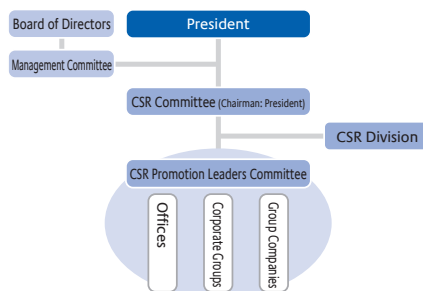 Board of Directors
President
Management Committee
CSR Committee (Chairman: President)
CSR Division
CSR Promotion Leaders Committee
Offices
Corporate Groups
Group Companies